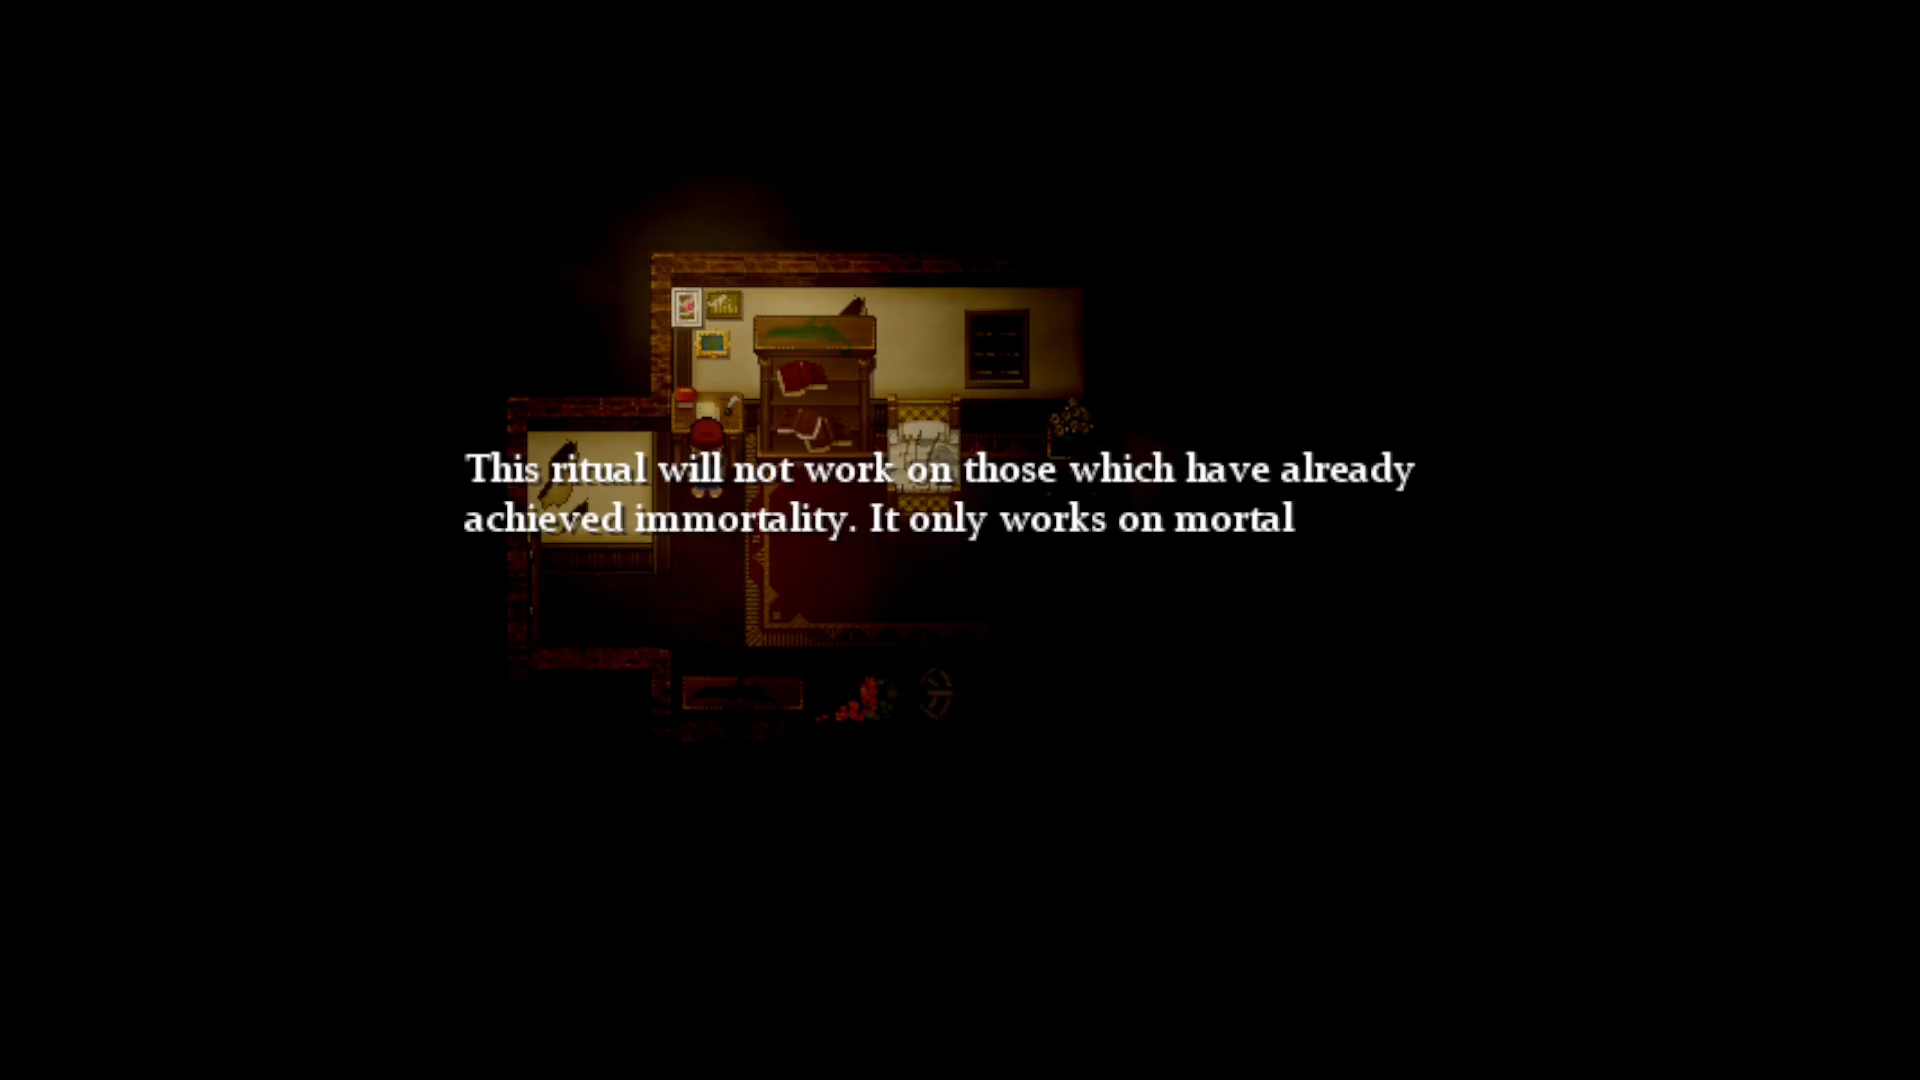 This ritual will not work on those which have already
achieved immortality. It only works on mortal